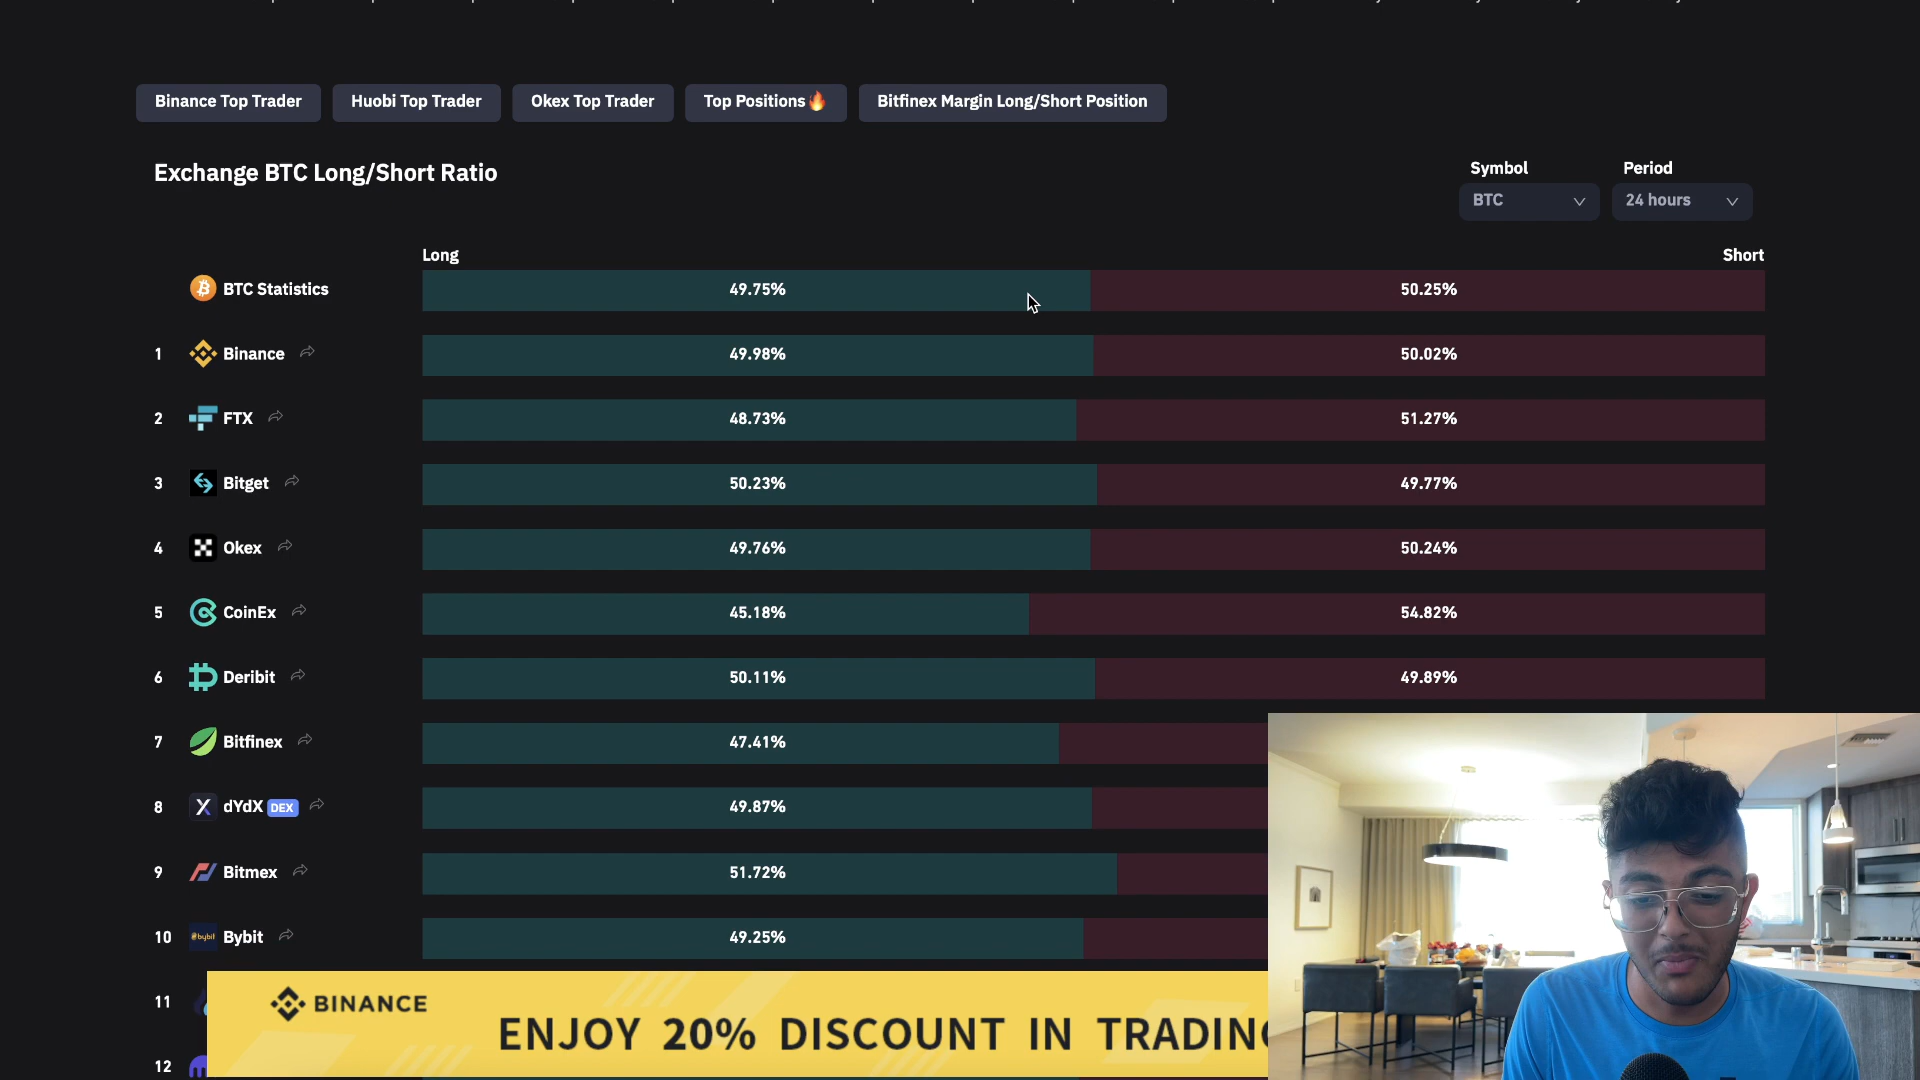 Binance Top Trader
Huobi Top Trader
Okex Top Trader
Top Positions🔥
Bitfinex Margin Long/Short Position
Exchange BTC Long/Short Ratio
Symbol
Period
BTC
24 hours
Long
Short
BTC Statistics
49.75%
50.25%
1
Binance
49.98%
50.02%
2
FTX
48.73%
51.27%
3
Bitget
50.23%
49.77%
4
Okex
49.76%
50.24%
5
CoinEx
45.18%
54.82%
6
Deribit
50.11%
49.89%
7
Bitfinex
47.41%
8
dYdX DEX
49.87%
9
Bitmex
51.72%
10
bybit
Bybit
49.25%
11
BINANCE
ENJOY 20% DISCOUNT IN TRADING
12